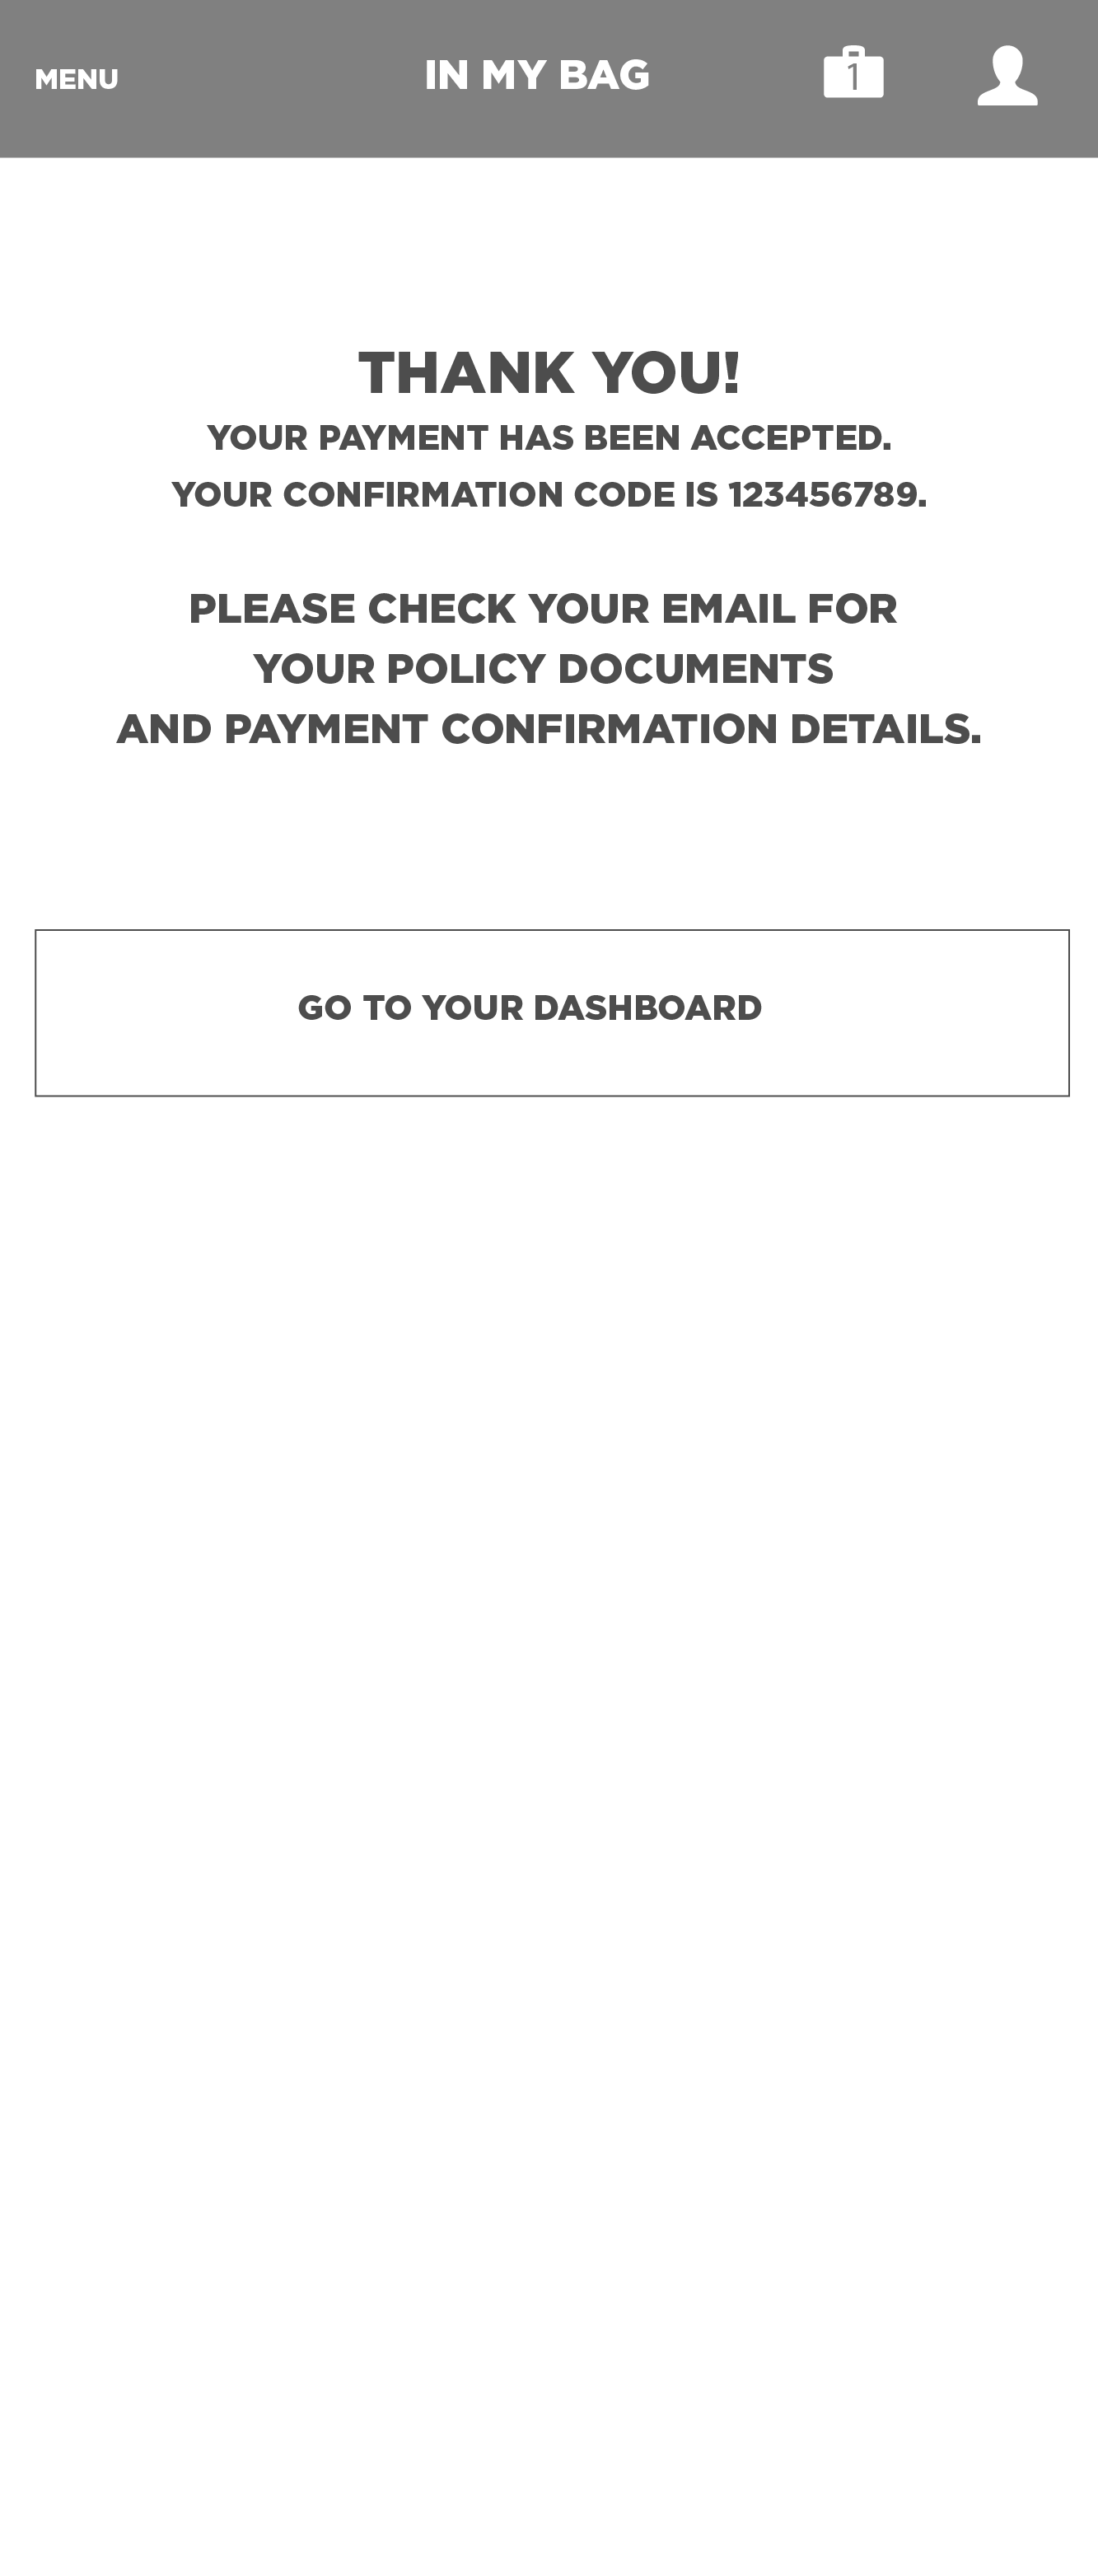 MENU
IN MY BAG
1
THANK YOU!
YOUR PAYMENT HAS BEEN ACCEPTED.
YOUR CONFIRMATION CODE IS 123456789.
PLEASE CHECK YOUR EMAIL FOR
YOUR POLICY DOCUMENTS
AND PAYMENT CONFIRMATION DETAILS.
GO TO YOUR DASHBOARD